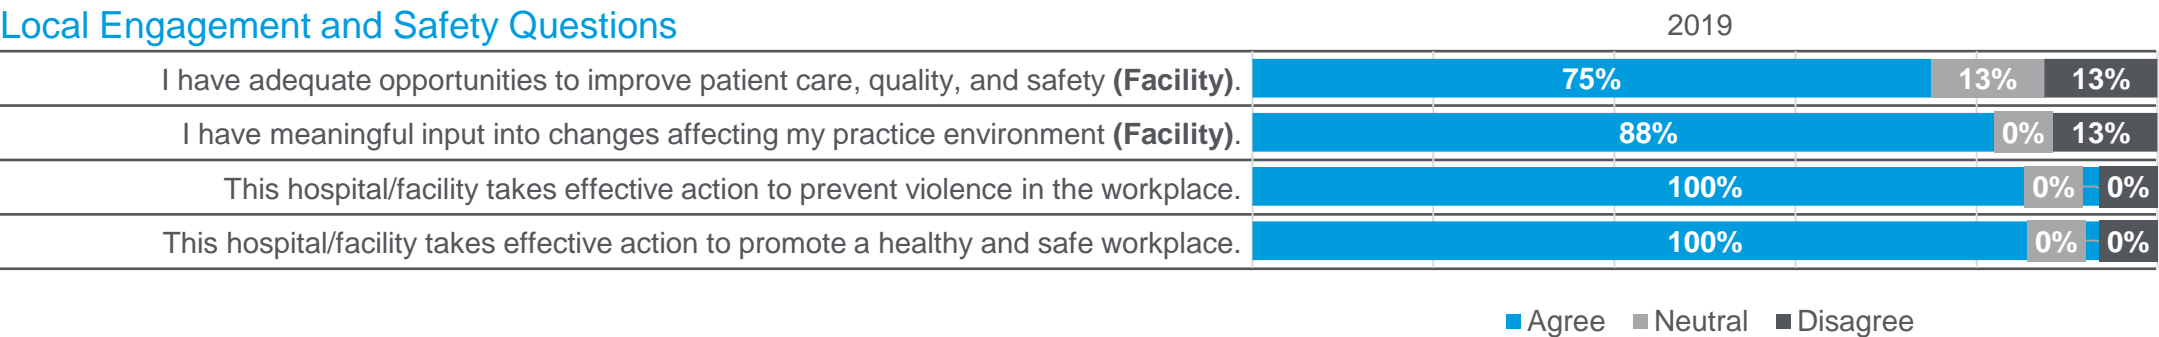 Local Engagement and Safety Questions 2019
I have adequate opportunities to improve patient care, quality, and safety (Facility). 75% 13% 13%
I have meaningful input into changes affecting my practice environment (Facility). 88% 0% 13%
This hospital/facility takes effective action to prevent violence in the workplace. 100% 0% 0%
This hospital/facility takes effective action to promote a healthy and safe workplace. 100% 0% 0%
Agree Neutral Disagree